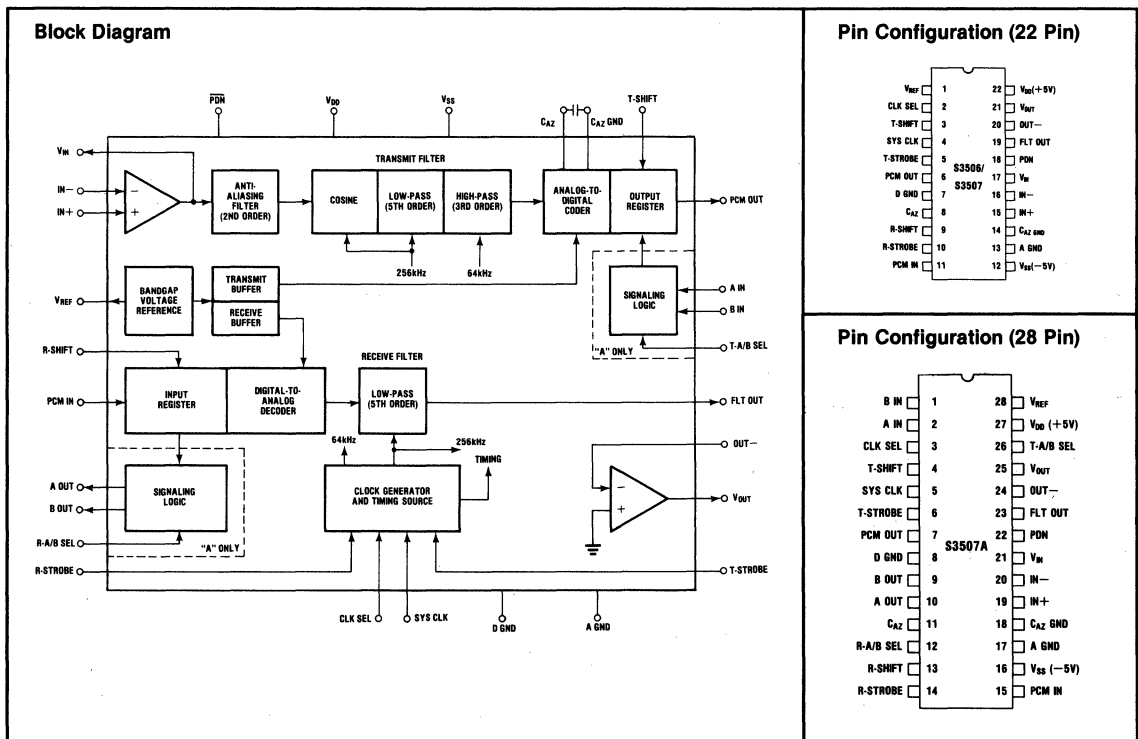 Block Diagram
PDN
VDD
VSS
CAZ
CAZ GND
T-SHIFT
VIN
IN−
IN+
−
+
ANTI-
ALIASING
FILTER
(2ND ORDER)
TRANSMIT FILTER
COSINE
LOW-PASS
(5TH ORDER)
HIGH-PASS
(3RD ORDER)
256kHz
64kHz
ANALOG-TO-
DIGITAL
CODER
OUTPUT
REGISTER
PCM OUT
VREF
BANDGAP
VOLTAGE
REFERENCE
TRANSMIT
BUFFER
RECEIVE
BUFFER
SIGNALING
LOGIC
"A" ONLY
A IN
B IN
T-A/B SEL
R-SHIFT
PCM IN
INPUT
REGISTER
DIGITAL-TO-
ANALOG
DECODER
RECEIVE FILTER
LOW-PASS
(5TH ORDER)
FLT OUT
64kHz
256kHz
TIMING
CLOCK GENERATOR
AND TIMING SOURCE
OUT−
−
+
VOUT
A OUT
B OUT
SIGNALING
LOGIC
R-A/B SEL
"A" ONLY
R-STROBE
T-STROBE
CLK SEL
SYS CLK
D GND
A GND
Pin Configuration (22 Pin)
VREF 1 22 VDD(+5V)
CLK SEL 2 21 VOUT
T-SHIFT 3 20 OUT−
SYS CLK 4 19 FLT OUT
T-STROBE 5 18 PDN
S3506/
S3507
PCM OUT 6 17 VIN
D GND 7 16 IN−
CAZ 8 15 IN+
R-SHIFT 9 14 CAZ GND
R-STROBE 10 13 A GND
PCM IN 11 12 VSS(−5V)
Pin Configuration (28 Pin)
B IN 1 28 VREF
A IN 2 27 VDD (+5V)
CLK SEL 3 26 T-A/B SEL
T-SHIFT 4 25 VOUT
SYS CLK 5 24 OUT−
T-STROBE 6 23 FLT OUT
PCM OUT 7 22 PDN
S3507A
D GND 8 21 VIN
B OUT 9 20 IN−
A OUT 10 19 IN+
CAZ 11 18 CAZ GND
R-A/B SEL 12 17 A GND
R-SHIFT 13 16 VSS (−5V)
R-STROBE 14 15 PCM IN